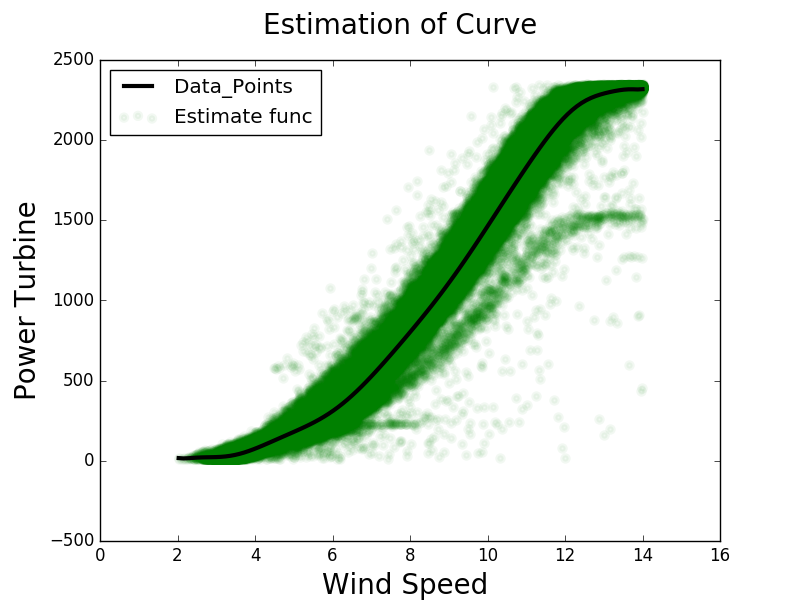 Estimation of Curve
2500
2000
1500
1000
500
0
−500
Data_Points
Estimate func
Power Turbine
0 2 4 6 8 10 12 14 16
Wind Speed